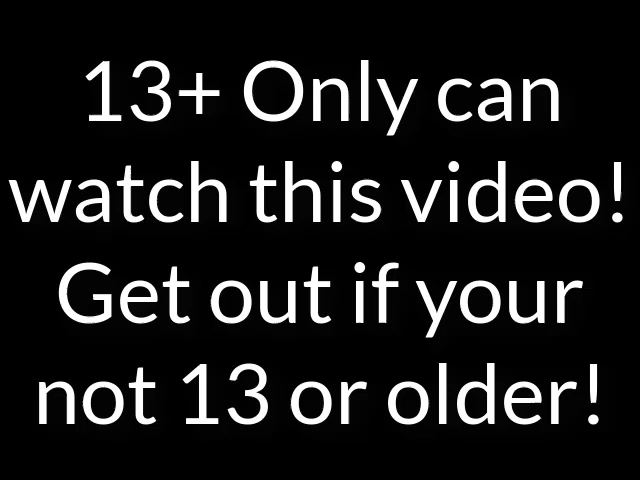 13+ Only can
watch this video!
Get out if your
not 13 or older!